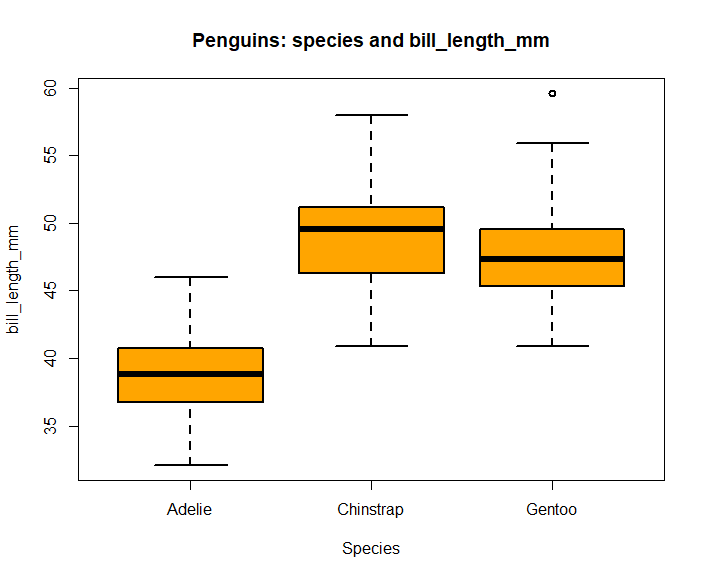 Penguins: species and bill_length_mm
60
55
50
45
40
35
bill_length_mm
Adelie Chinstrap Gentoo
Species